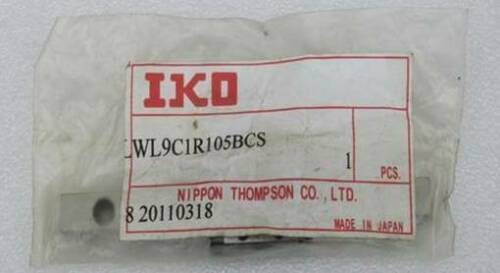 IKO
LWL9C1R105BCS
1 PCS.
NIPPON THOMPSON CO., LTD.
8 20110318
MADE IN JAPAN